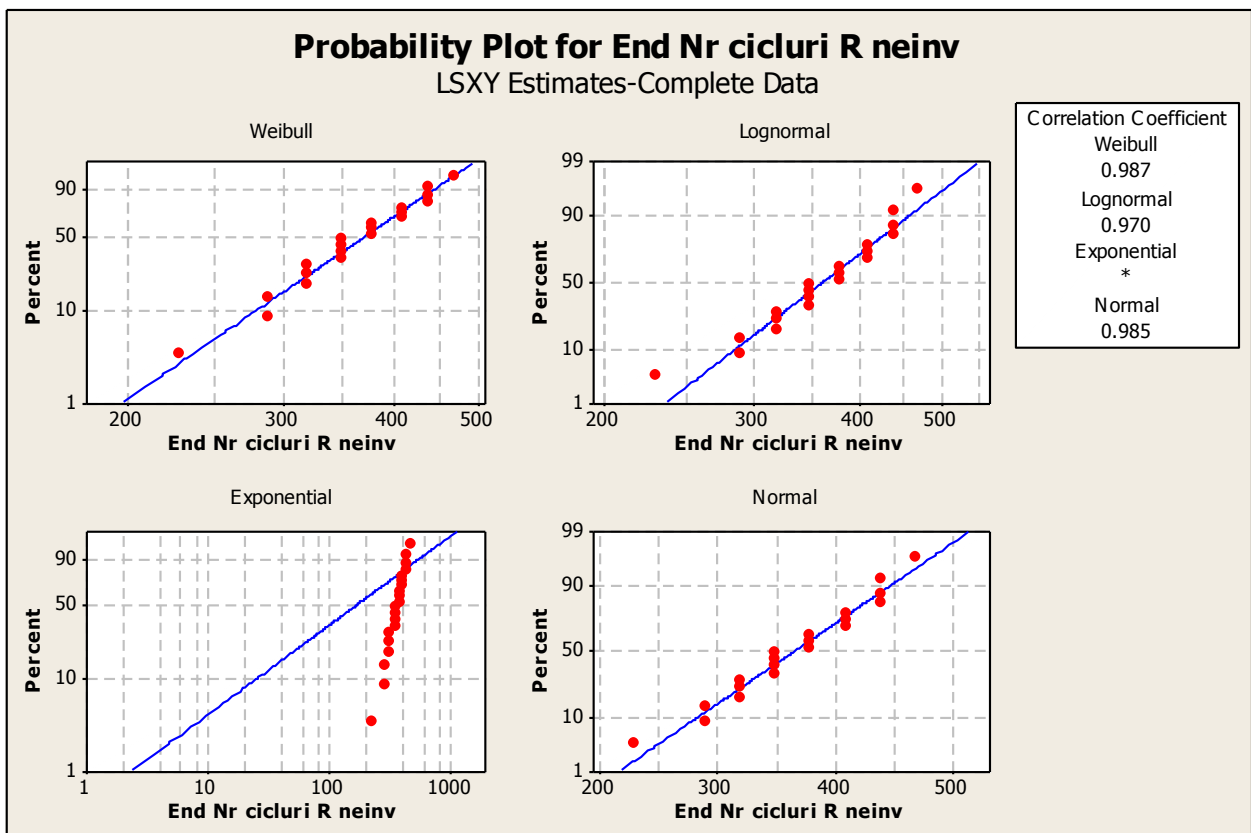 Probability Plot for End Nr cicluri R neinv
LSXY Estimates-Complete Data
Weibull
Percent
90
50
10
1
200
300
400
500
End Nr cicluri R neinv
Lognormal
Percent
99
90
50
10
1
200
300
400
500
End Nr cicluri R neinv
Correlation Coefficient
Weibull
0.987
Lognormal
0.970
Exponential
*
Normal
0.985
Exponential
Percent
90
50
10
1
1
10
100
1000
End Nr cicluri R neinv
Normal
Percent
99
90
50
10
1
200
300
400
500
End Nr cicluri R neinv